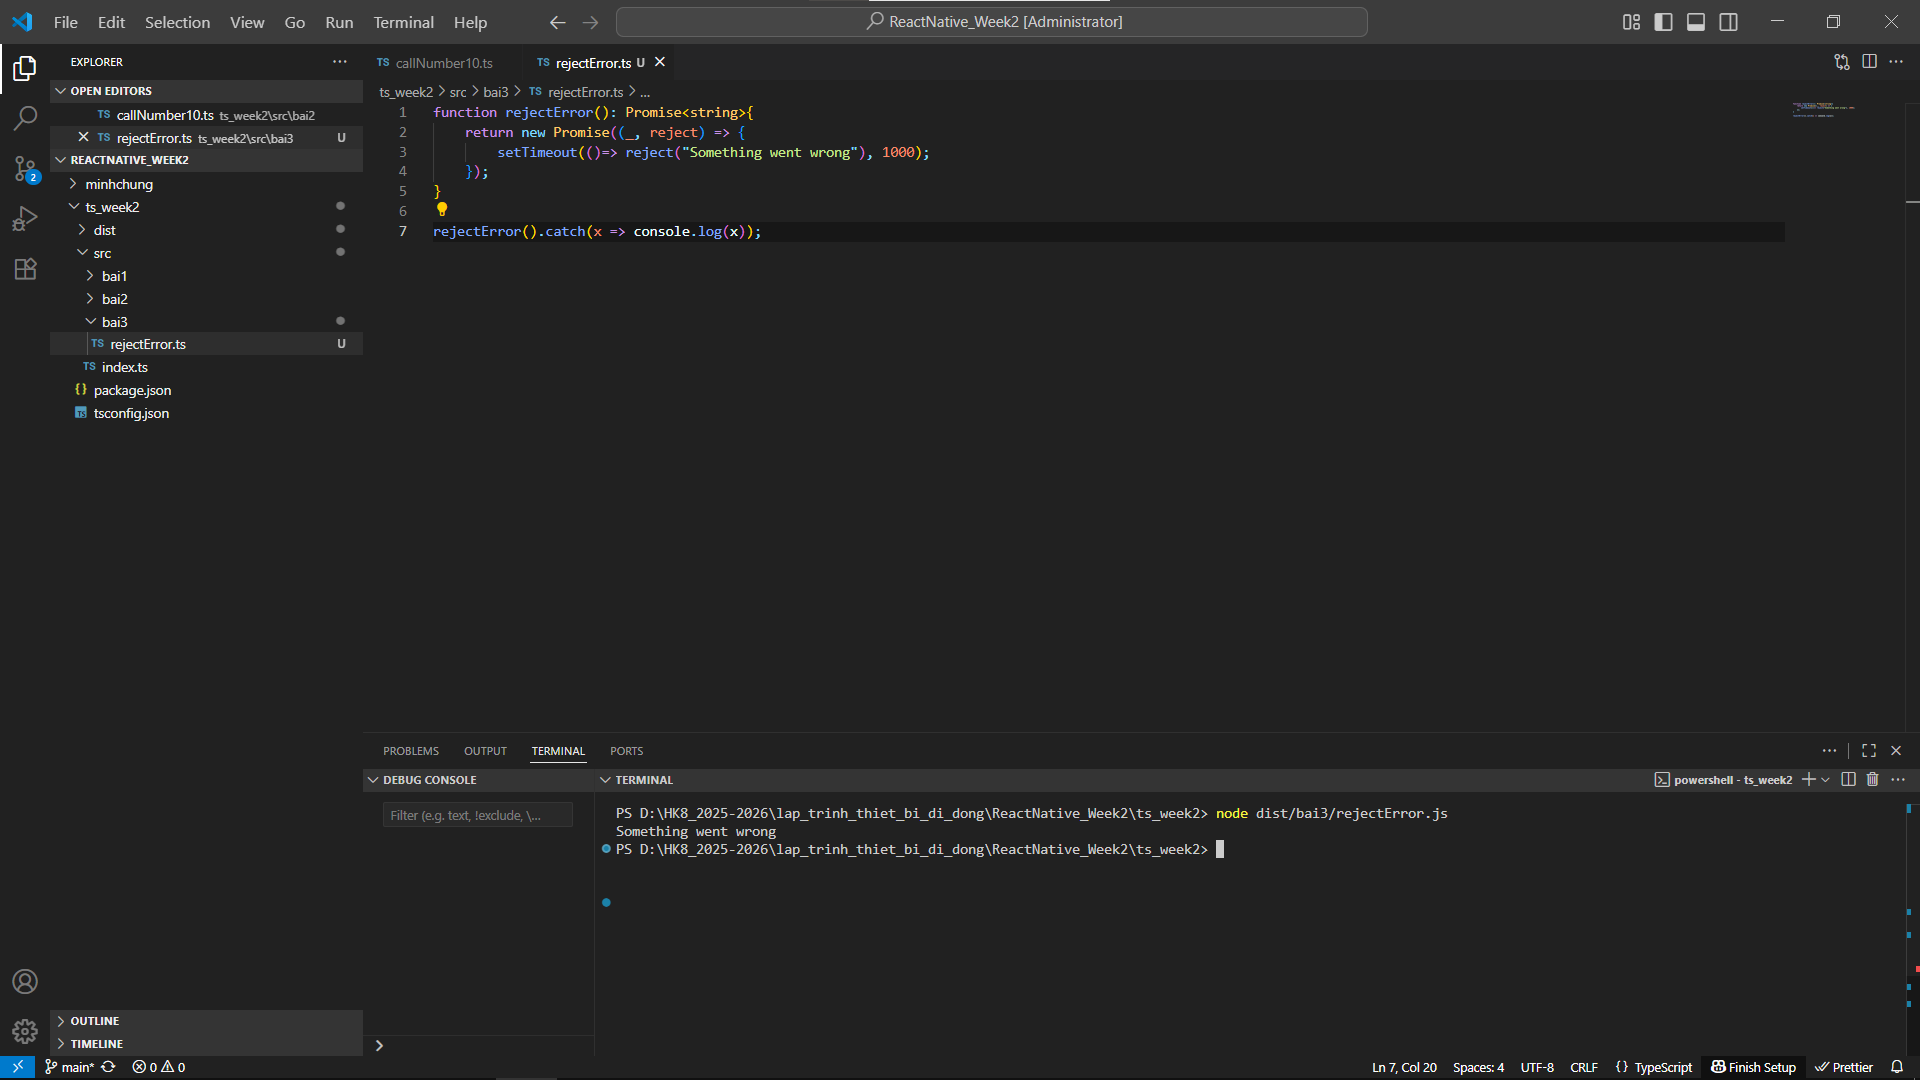 File Edit Selection View Go Run Terminal Help
ReactNative_Week2 [Administrator]
EXPLORER
OPEN EDITORS
TS callNumber10.ts ts_week2\src\bai2
TS rejectError.ts ts_week2\src\bai3 U
REACTNATIVE_WEEK2
minhchung
ts_week2
dist
src
bai1
bai2
bai3
TS rejectError.ts U
TS index.ts
{} package.json
TS tsconfig.json
OUTLINE
TIMELINE
2
TS callNumber10.ts
TS rejectError.ts U
ts_week2 > src > bai3 > TS rejectError.ts > ...
1 function rejectError(): Promise<string>{
2 return new Promise((_, reject) => {
3 setTimeout(()=> reject("Something went wrong"), 1000);
4 });
5 }
6
7 rejectError().catch(x => console.log(x));
PROBLEMS OUTPUT TERMINAL PORTS
DEBUG CONSOLE
Filter (e.g. text, !exclude, \...
TERMINAL
powershell - ts_week2
PS D:\HK8_2025-2026\lap_trinh_thiet_bi_di_dong\ReactNative_Week2\ts_week2> node dist/bai3/rejectError.js
Something went wrong
PS D:\HK8_2025-2026\lap_trinh_thiet_bi_di_dong\ReactNative_Week2\ts_week2>
main* 0 0
Ln 7, Col 20 Spaces: 4 UTF-8 CRLF {} TypeScript Finish Setup Prettier